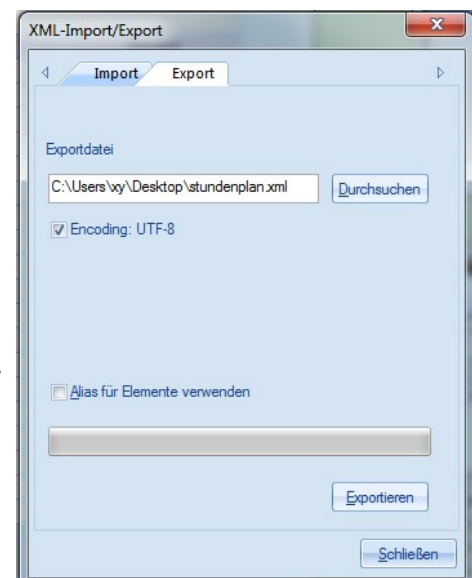 XML-Import/Export
Import Export
Exportdatei
C:\Users\xy\Desktop\stundenplan.xml Durchsuchen
Encoding: UTF-8
Alias für Elemente verwenden
Exportieren
Schließen